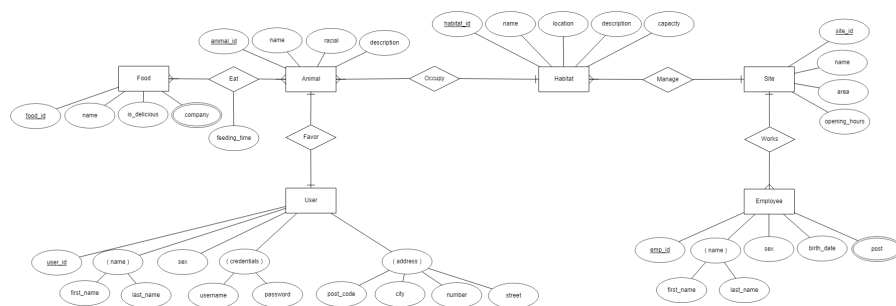 animal_id
name
racial
description
habitat_id
name
location
description
capacity
site_id
Food
Eat
Animal
Occupy
Habitat
Manage
Site
name
area
opening_hours
food_id
name
is_delicious
company
feeding_time
Favor
Works
User
Employee
user_id
( name )
sex
( credentials )
( address )
emp_id
( name )
sex
birth_date
post
first_name
last_name
username
password
post_code
city
number
street
first_name
last_name